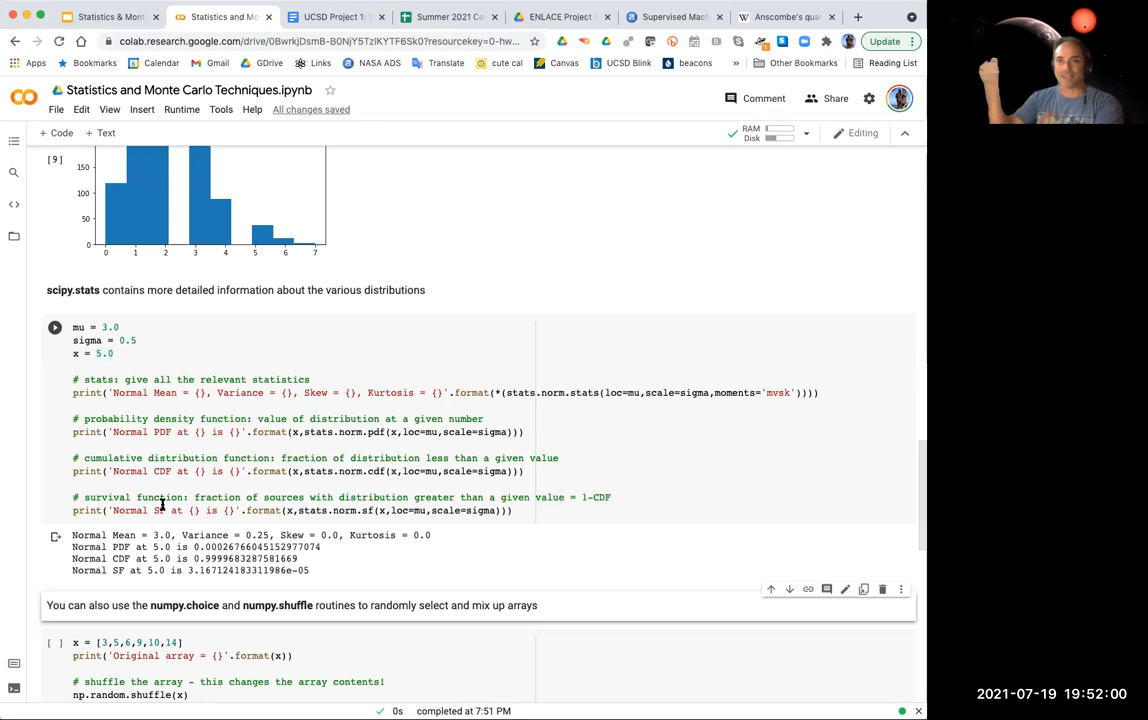 Statistics & Mont
Statistics and Mo
UCSD Project 1:
Summer 2021 Co
ENLACE Project
Supervised Mac
Anscombe's qua
colab.research.google.com/drive/0BwrkjDsmB-B0NjY5TzlKYTF6Sk0?resourcekey=0-hw...
Update
Apps
Bookmarks
Calendar
Gmail
GDrive
Links
NASA ADS
Translate
cute cal
Canvas
UCSD Blink
beacons
»
Other Bookmarks
Reading List
Statistics and Monte Carlo Techniques.ipynb
File Edit View Insert Runtime Tools Help All changes saved
Comment
Share
+ Code + Text
RAM
Disk
Editing
[9]
150
100
50
0
0 1 2 3 4 5 6 7
scipy.stats contains more detailed information about the various distributions
mu = 3.0
sigma = 0.5
x = 5.0
# stats: give all the relevant statistics
print('Normal Mean = {}, Variance = {}, Skew = {}, Kurtosis = {}'.format(*(stats.norm.stats(loc=mu,scale=sigma,moments='mvsk'))))
# probability density function: value of distribution at a given number
print('Normal PDF at {} is {}'.format(x,stats.norm.pdf(x,loc=mu,scale=sigma)))
# cumulative distribution function: fraction of distribution less than a given value
print('Normal CDF at {} is {}'.format(x,stats.norm.cdf(x,loc=mu,scale=sigma)))
# survival function: fraction of sources with distribution greater than a given value = 1-CDF
print('Normal SF at {} is {}'.format(x,stats.norm.sf(x,loc=mu,scale=sigma)))
Normal Mean = 3.0, Variance = 0.25, Skew = 0.0, Kurtosis = 0.0
Normal PDF at 5.0 is 0.00026766045152977074
Normal CDF at 5.0 is 0.9999683287581669
Normal SF at 5.0 is 3.167124183311986e-05
You can also use the numpy.choice and numpy.shuffle routines to randomly select and mix up arrays
[ ] x = [3,5,6,9,10,14]
print('Original array = {}'.format(x))
# shuffle the array - this changes the array contents!
np.random.shuffle(x)
0s completed at 7:51 PM
2021-07-19 19:52:00